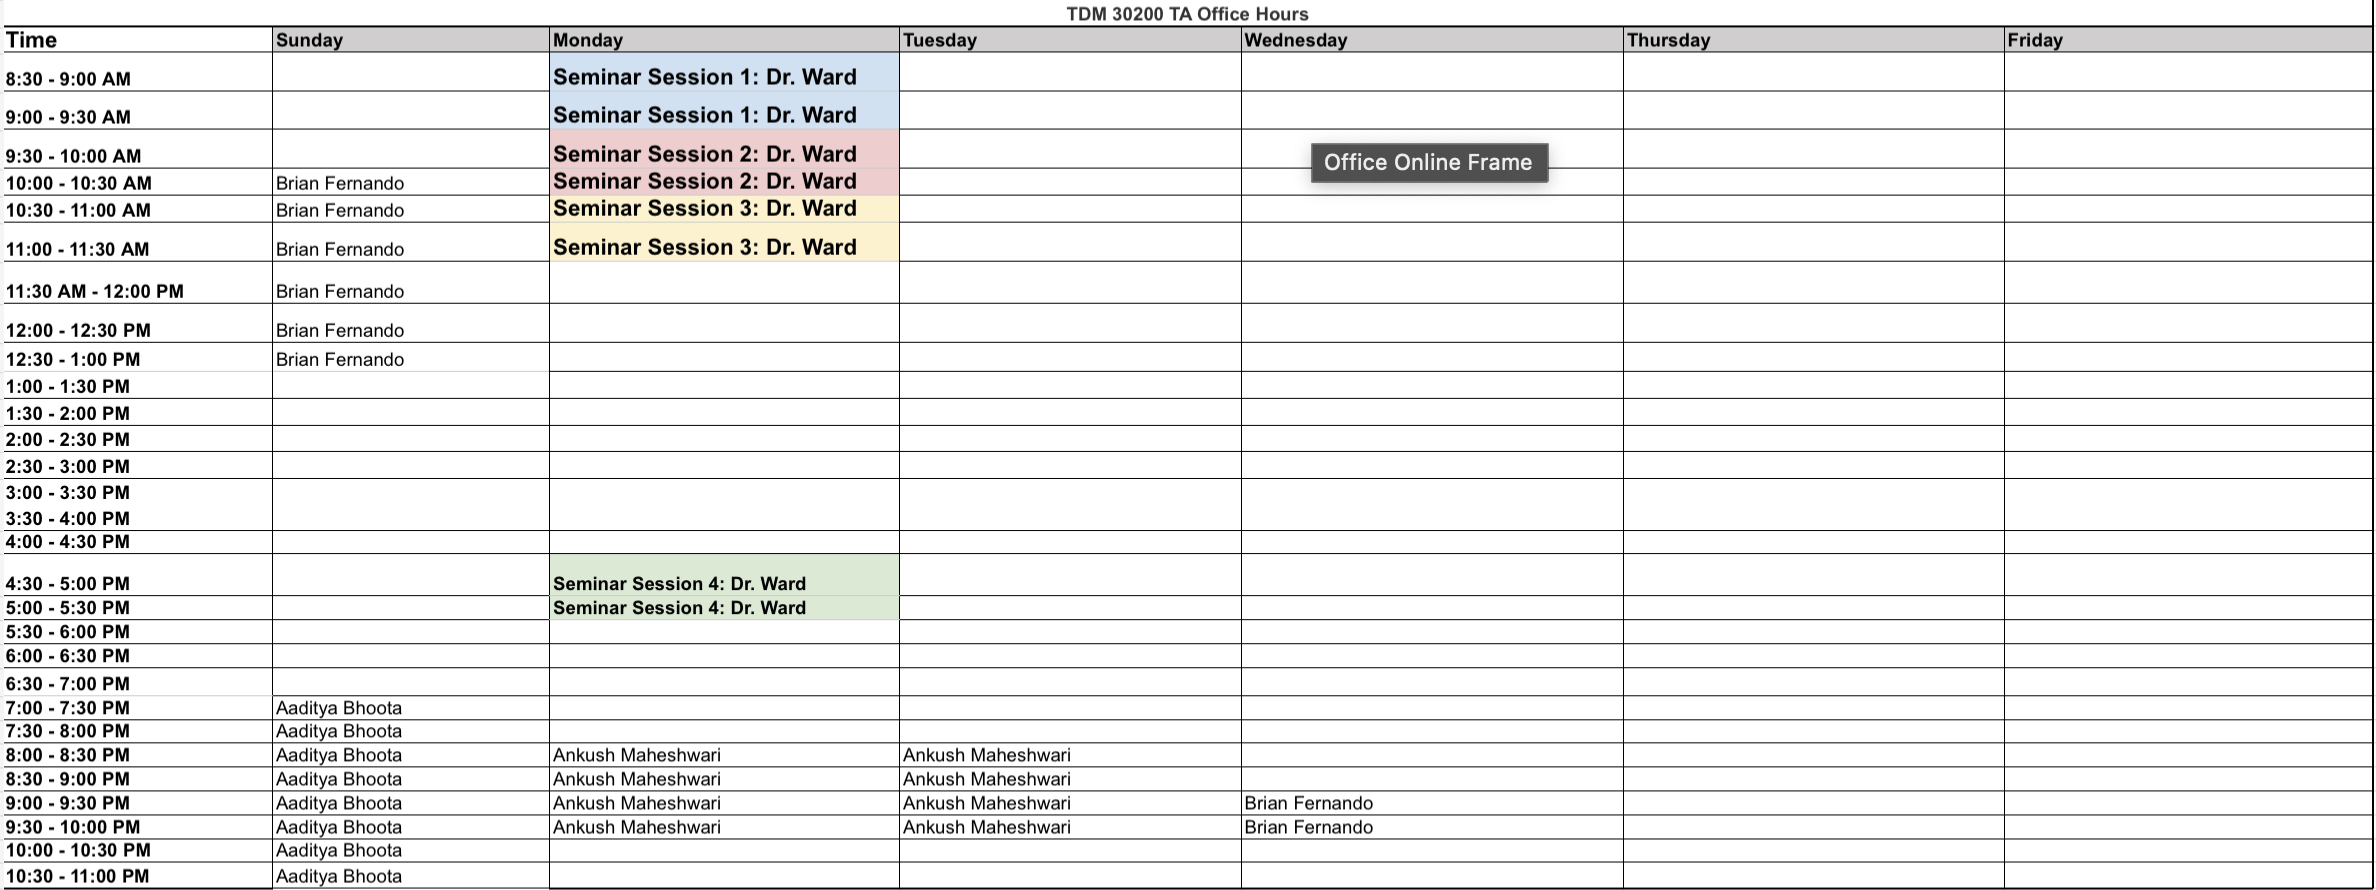 TDM 30200 TA Office Hours
Time Sunday Monday Tuesday Wednesday Thursday Friday
8:30 - 9:00 AM Seminar Session 1: Dr. Ward
9:00 - 9:30 AM Seminar Session 1: Dr. Ward
9:30 - 10:00 AM Seminar Session 2: Dr. Ward
Office Online Frame
10:00 - 10:30 AM Brian Fernando Seminar Session 2: Dr. Ward
10:30 - 11:00 AM Brian Fernando Seminar Session 3: Dr. Ward
11:00 - 11:30 AM Brian Fernando Seminar Session 3: Dr. Ward
11:30 AM - 12:00 PM Brian Fernando
12:00 - 12:30 PM Brian Fernando
12:30 - 1:00 PM Brian Fernando
1:00 - 1:30 PM
1:30 - 2:00 PM
2:00 - 2:30 PM
2:30 - 3:00 PM
3:00 - 3:30 PM
3:30 - 4:00 PM
4:00 - 4:30 PM
4:30 - 5:00 PM Seminar Session 4: Dr. Ward
5:00 - 5:30 PM Seminar Session 4: Dr. Ward
5:30 - 6:00 PM
6:00 - 6:30 PM
6:30 - 7:00 PM
7:00 - 7:30 PM Aaditya Bhoota
7:30 - 8:00 PM Aaditya Bhoota
8:00 - 8:30 PM Aaditya Bhoota Ankush Maheshwari Ankush Maheshwari
8:30 - 9:00 PM Aaditya Bhoota Ankush Maheshwari Ankush Maheshwari
9:00 - 9:30 PM Aaditya Bhoota Ankush Maheshwari Ankush Maheshwari Brian Fernando
9:30 - 10:00 PM Aaditya Bhoota Ankush Maheshwari Ankush Maheshwari Brian Fernando
10:00 - 10:30 PM Aaditya Bhoota
10:30 - 11:00 PM Aaditya Bhoota